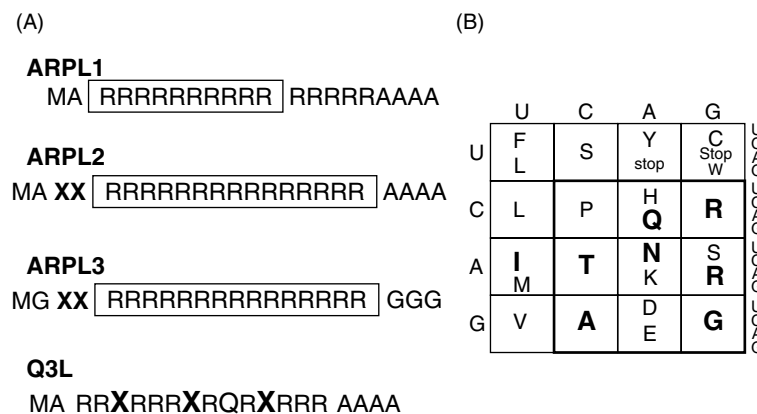 (A)
ARPL1
MA RRRRRRRRRR RRRRRAAAA
ARPL2
MA XX RRRRRRRRRRRRRRR AAAA
ARPL3
MG XX RRRRRRRRRRRRRRR GGG
Q3L
MA RRXRRRXRQRXRRR AAAA
(B)
U C A G
U
F
L
S
Y
stop
C
Stop
W
C
L
P
H
Q
R
A
I
M
T
N
K
S
R
G
V
A
D
E
G